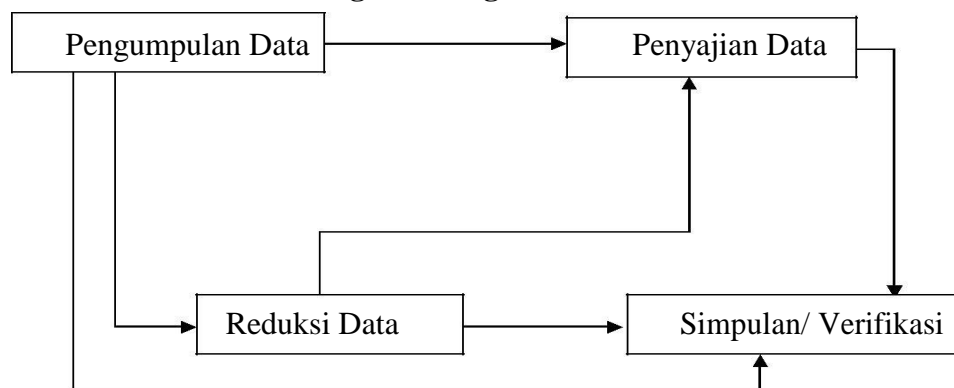 Pengumpulan Data
Penyajian Data
Reduksi Data
Simpulan/ Verifikasi